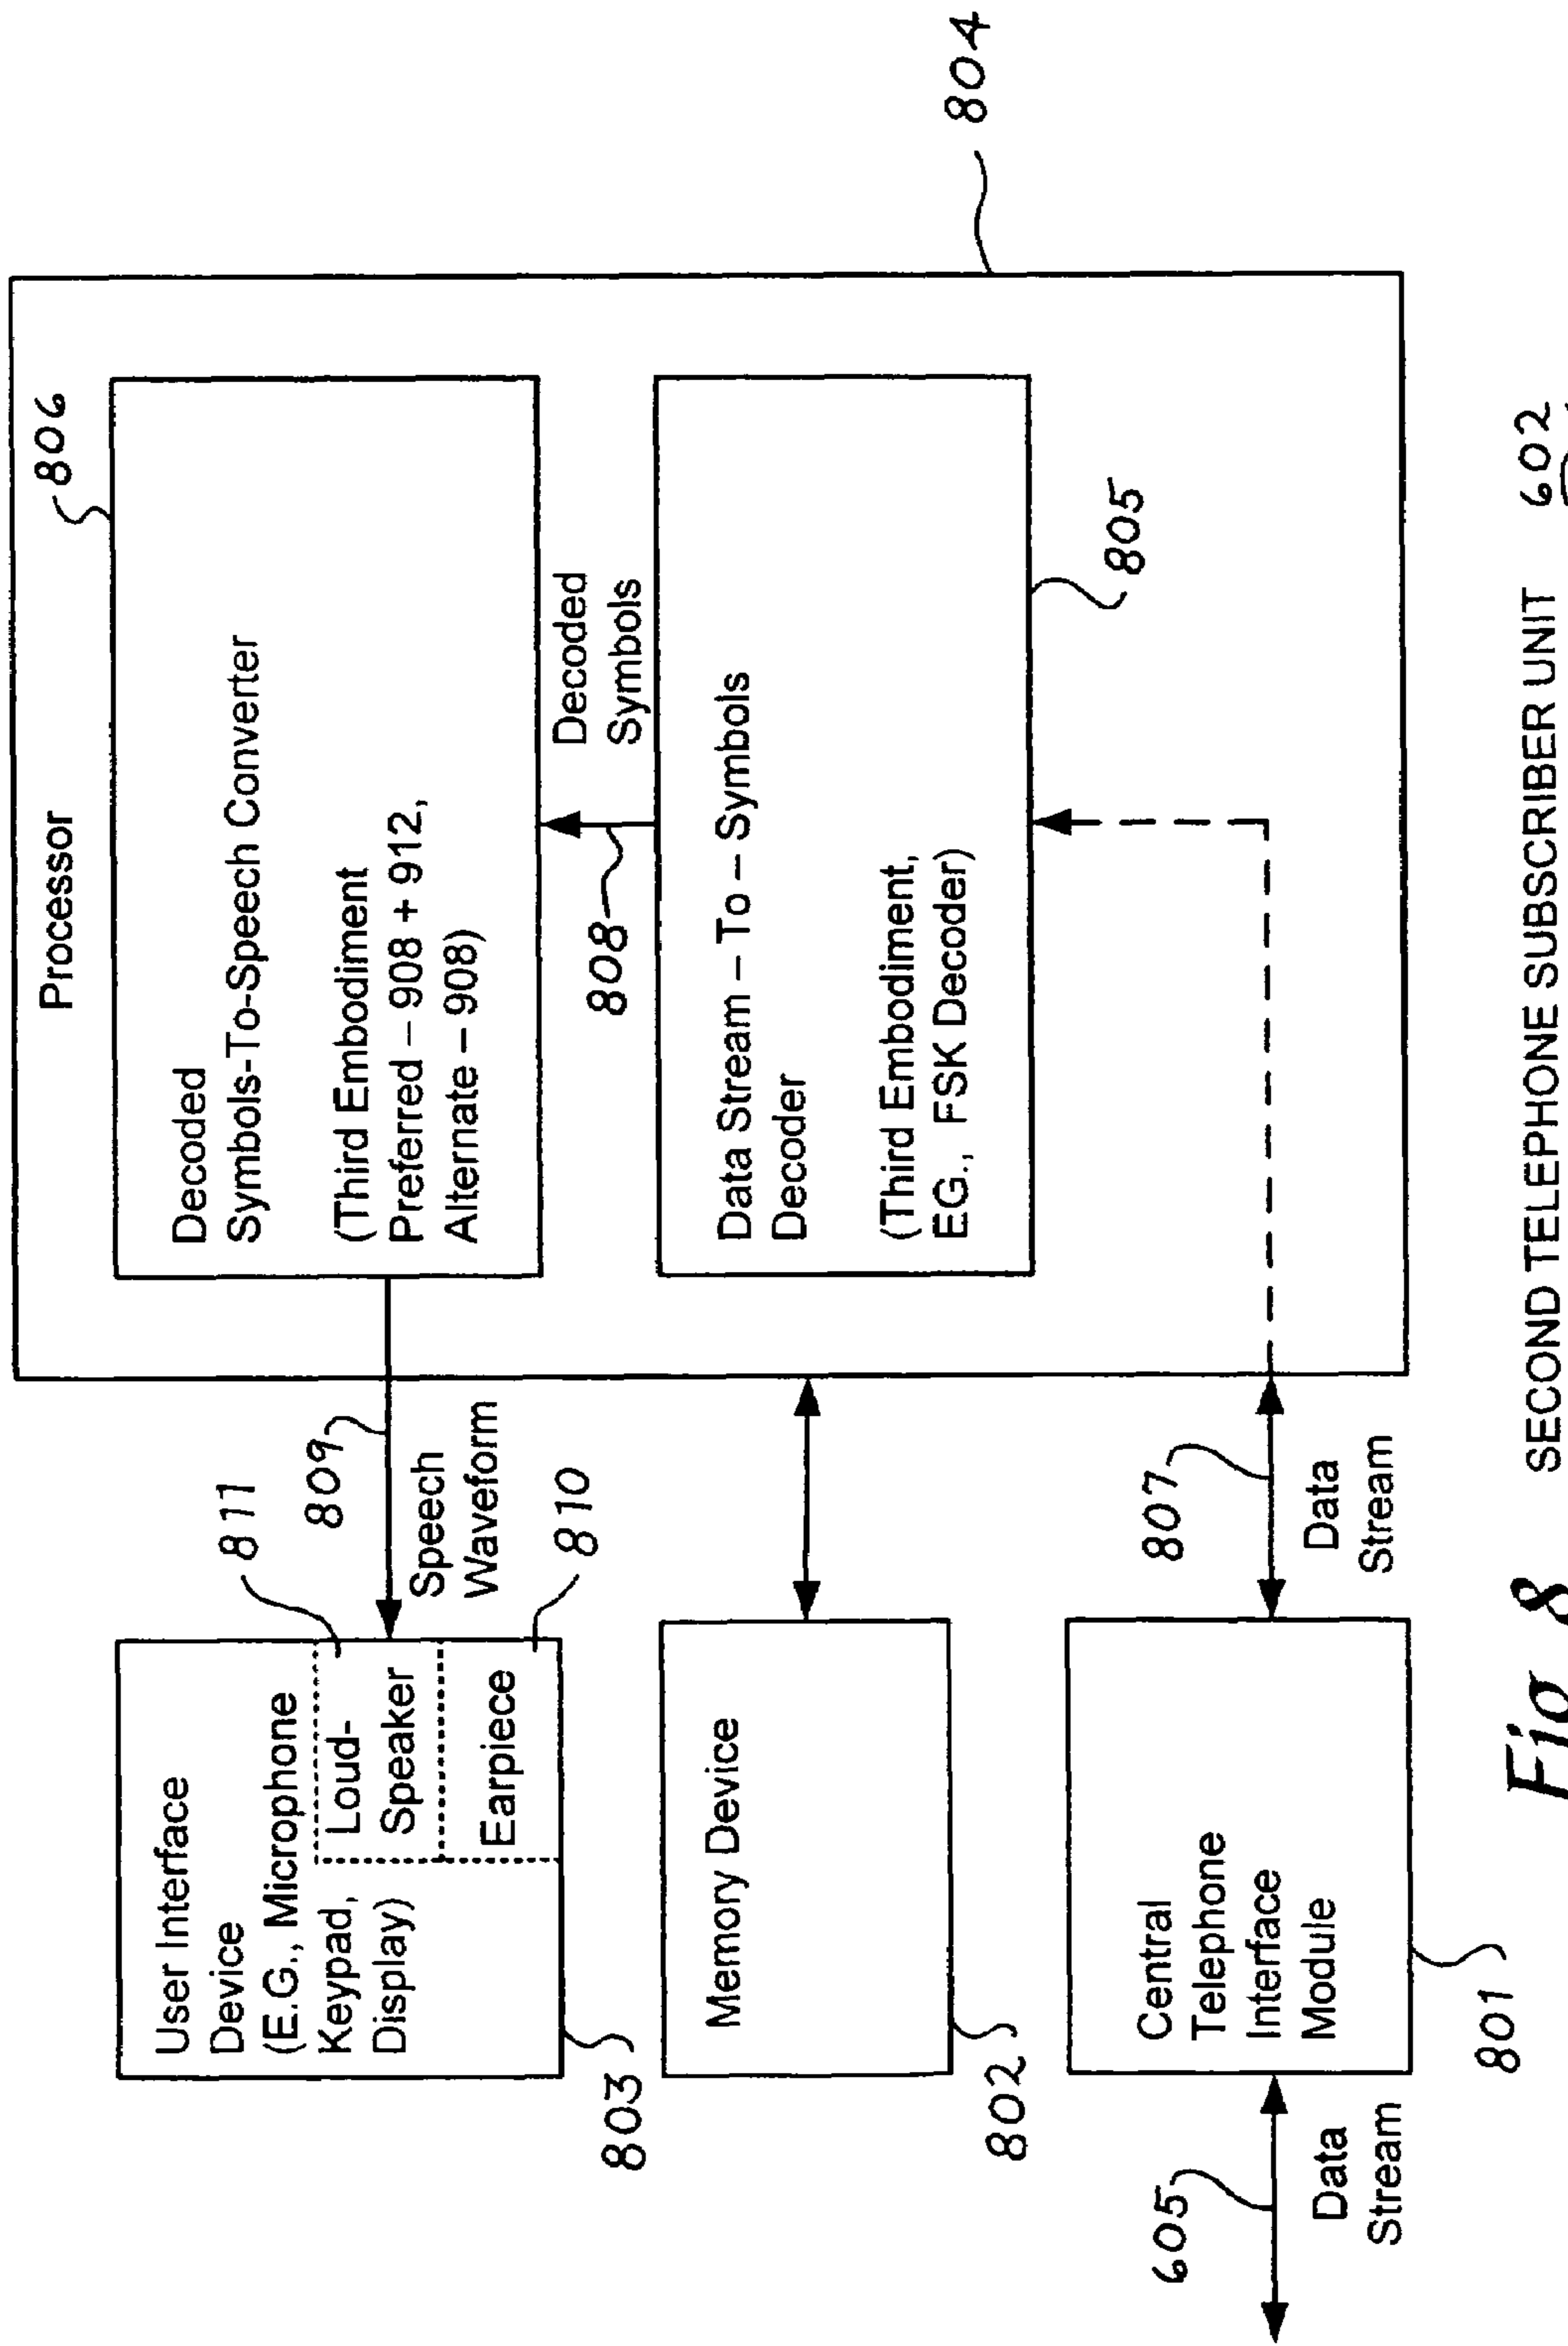 Processor
806
Decoded
Symbols-To-Speech Converter
(Third Embodiment
Preferred – 908 + 912,
Alternate – 908)
804
808
Decoded
Symbols
Data Stream – To – Symbols
Decoder
(Third Embodiment,
EG., FSK Decoder)
805
811
809
Speech
Waveform
810
User Interface
Device
(E.G., Microphone
Keypad,
Display)
Loud-
Speaker
Earpiece
803
Memory Device
802
807
Data
Stream
Central
Telephone
Interface
Module
801
605
Data
Stream
Fig. 8
SECOND TELEPHONE SUBSCRIBER UNIT 602